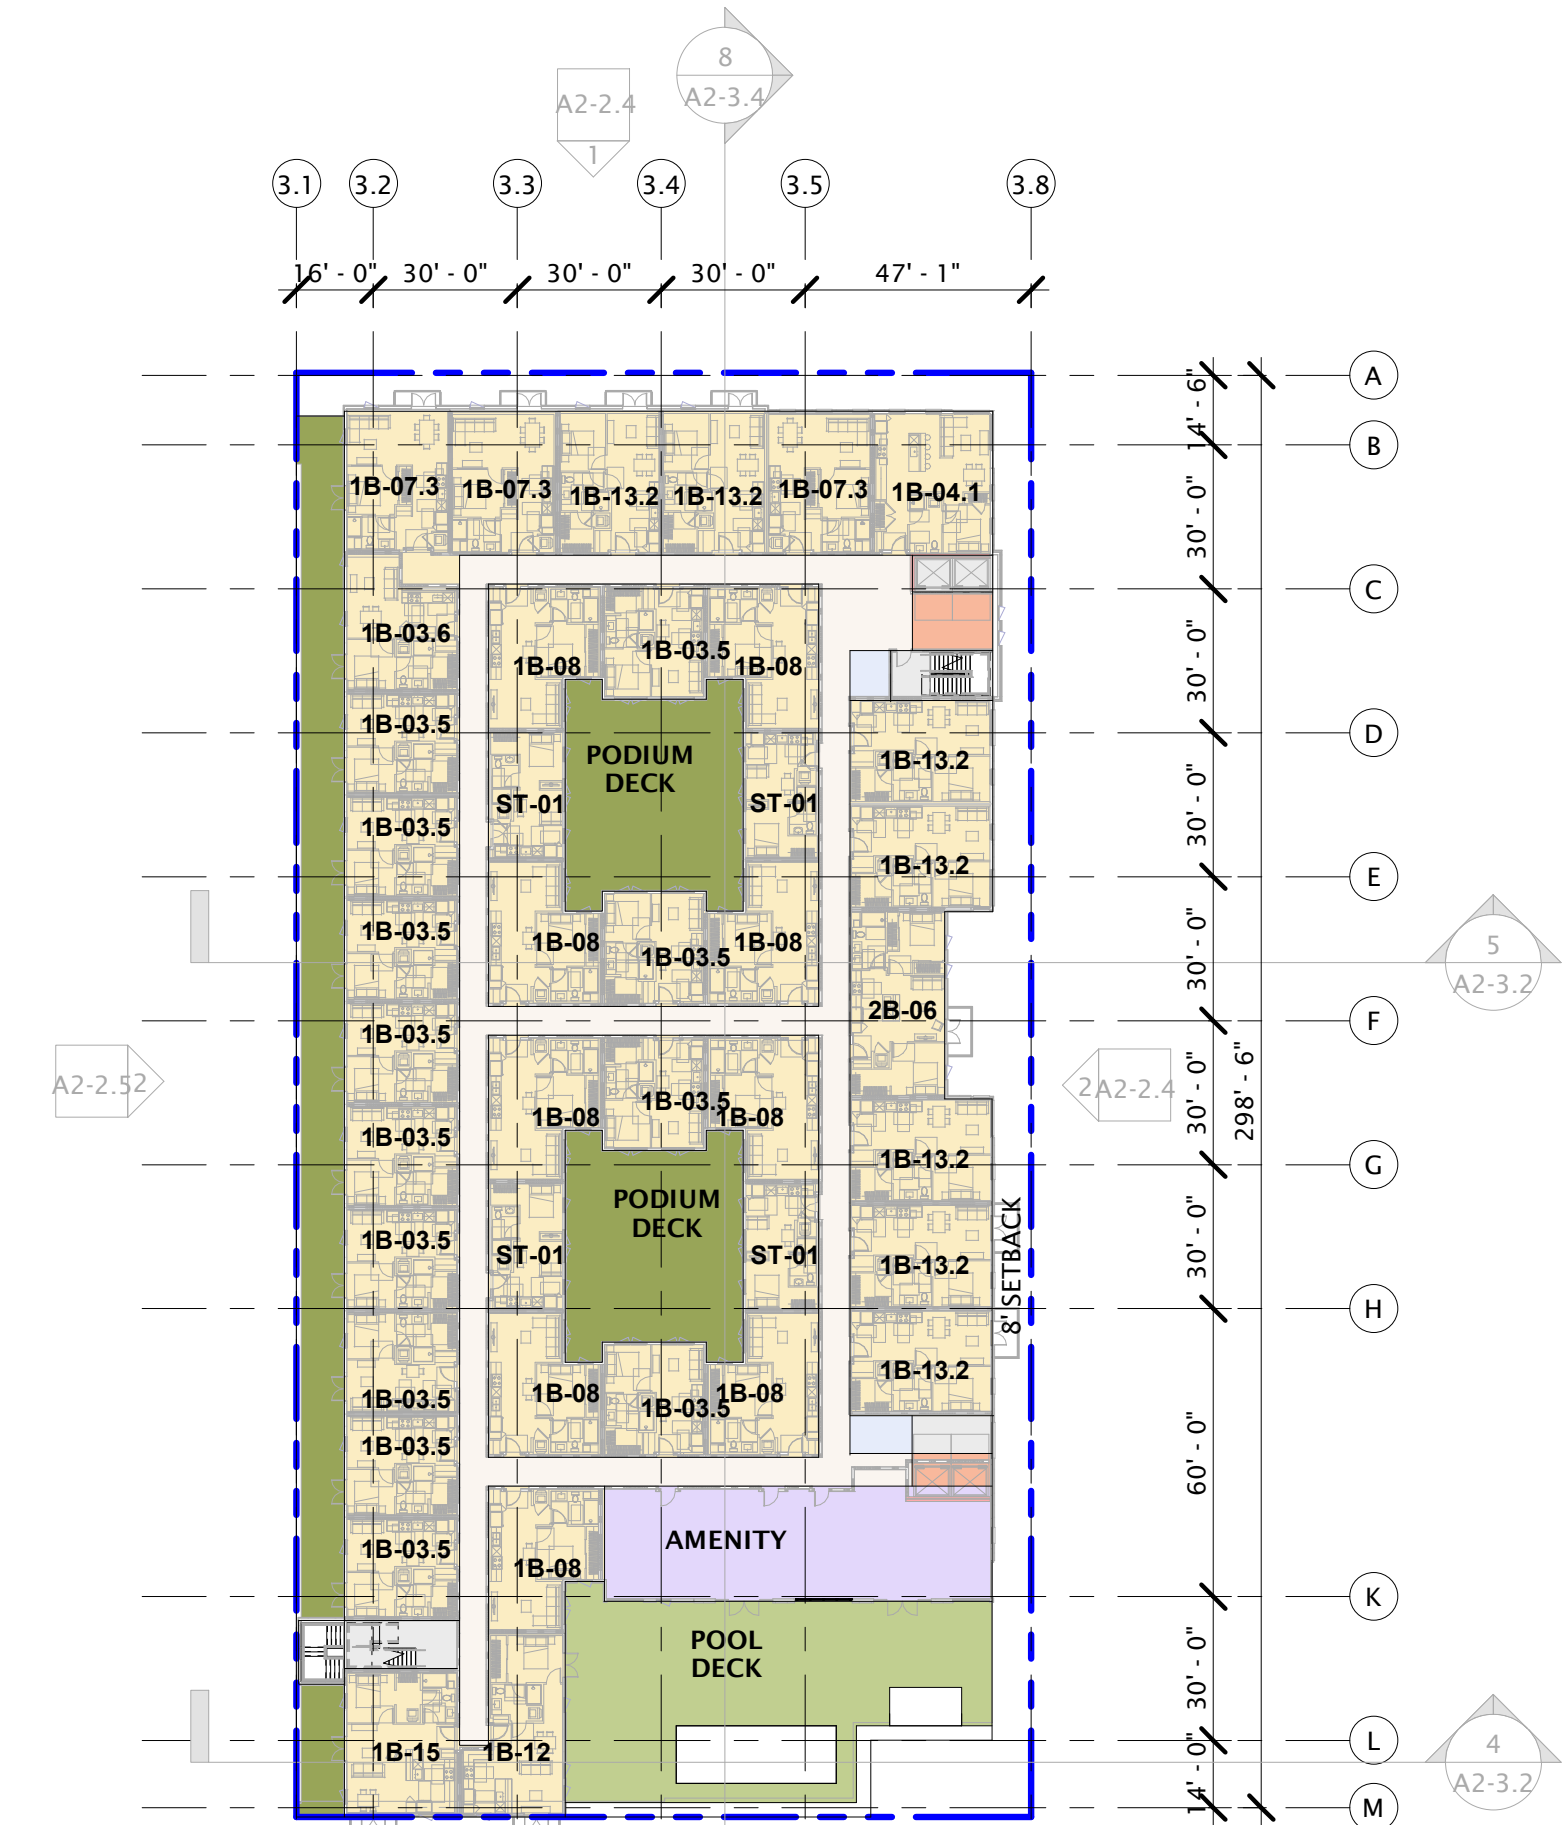 8
A2-3.4
A2-2.4
1
3.1
3.2
3.3
3.4
3.5
3.8
16' - 0"
30' - 0"
30' - 0"
30' - 0"
47' - 1"
A
14' - 6"
B
1B-07.3
1B-07.3
1B-13.2
1B-13.2
1B-07.3
1B-04.1
30' - 0"
C
1B-03.6
1B-08
1B-03.5
1B-08
30' - 0"
1B-03.5
D
PODIUM
DECK
1B-13.2
ST-01
ST-01
30' - 0"
1B-03.5
1B-13.2
E
1B-03.5
1B-08
1B-03.5
1B-08
30' - 0"
5
A2-3.2
2B-06
F
1B-03.5
A2-2.5
2
2
A2-2.4
30' - 0"
298' - 6"
1B-03.5
1B-08
1B-03.5
1B-08
1B-13.2
G
PODIUM
DECK
1B-03.5
ST-01
ST-01
1B-13.2
8' SETBACK
30' - 0"
H
1B-03.5
1B-08
1B-03.5
1B-08
1B-13.2
1B-03.5
60' - 0"
1B-03.5
1B-08
AMENITY
K
POOL
DECK
30' - 0"
1B-15
1B-12
L
4
A2-3.2
14' - 0"
M